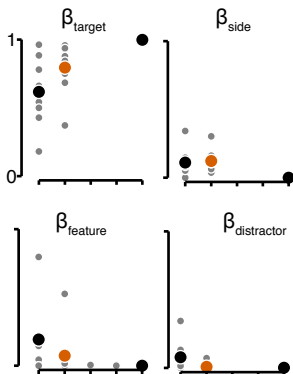 βtarget βside
1
0
βfeature βdistractor